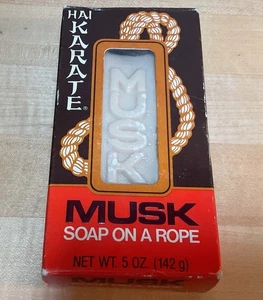 HAI
KARATE®
MUSK
MUSK
SOAP ON A ROPE
NET WT. 5 OZ. (142 g)